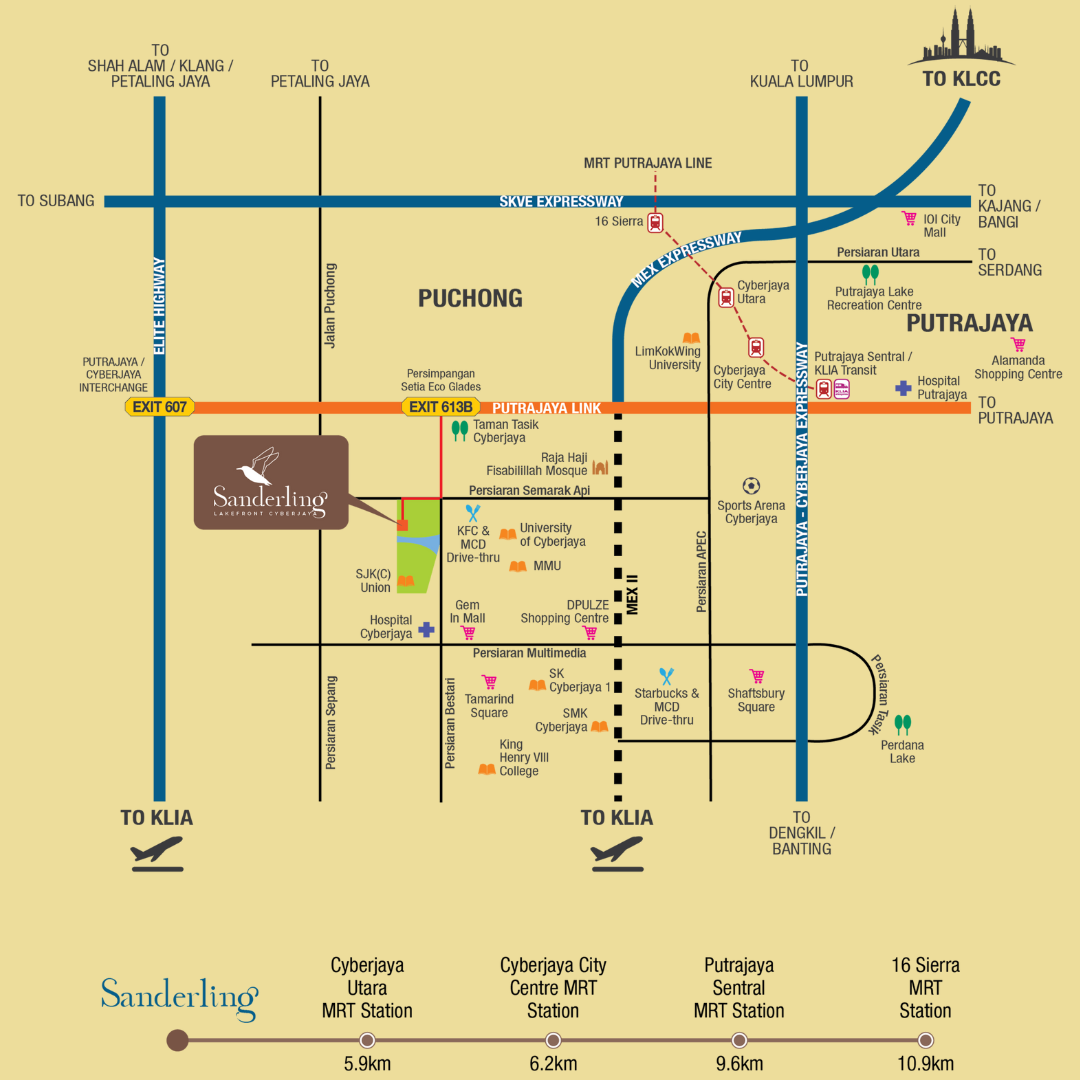 TO
SHAH ALAM / KLANG /
PETALING JAYA
TO
PETALING JAYA
TO
KUALA LUMPUR
TO KLCC
MRT PUTRAJAYA LINE
TO SUBANG
SKVE EXPRESSWAY
TO
KAJANG /
BANGI
16 Sierra
IOI City
Mall
MEX EXPRESSWAY
Persiaran Utara
TO
SERDANG
ELITE HIGHWAY
Jalan Puchong
PUCHONG
Cyberjaya
Utara
Putrajaya Lake
Recreation Centre
PUTRAJAYA
LimKokWing
University
Cyberjaya
City Centre
Putrajaya Sentral /
KLIA Transit
Alamanda
Shopping Centre
PUTRAJAYA /
CYBERJAYA
INTERCHANGE
Persimpangan
Setia Eco Glades
Hospital
Putrajaya
EXIT 607
EXIT 613B
PUTRAJAYA LINK
TO
PUTRAJAYA
PUTRAJAYA - CYBERJAYA EXPRESSWAY
Taman Tasik
Cyberjaya
Raja Haji
Fisabilillah Mosque
Sanderling
LAKEFRONT CYBERJAYA
Persiaran Semarak Api
Sports Arena
Cyberjaya
KFC &
MCD
Drive-thru
University
of Cyberjaya
MMU
SJK(C)
Union
MEX II
Persiaran APEC
Hospital
Cyberjaya
Gem
In Mall
DPULZE
Shopping Centre
Persiaran Multimedia
Persiaran Sepang
Persiaran Bestari
Tamarind
Square
SK
Cyberjaya 1
SMK
Cyberjaya
King
Henry VIII
College
Starbucks &
MCD
Drive-thru
Shaftsbury
Square
Persiaran Tasik
Perdana
Lake
TO KLIA
TO KLIA
TO
DENGKIL /
BANTING
Sanderling
Cyberjaya
Utara
MRT Station
5.9km
Cyberjaya City
Centre MRT
Station
6.2km
Putrajaya
Sentral
MRT Station
9.6km
16 Sierra
MRT
Station
10.9km